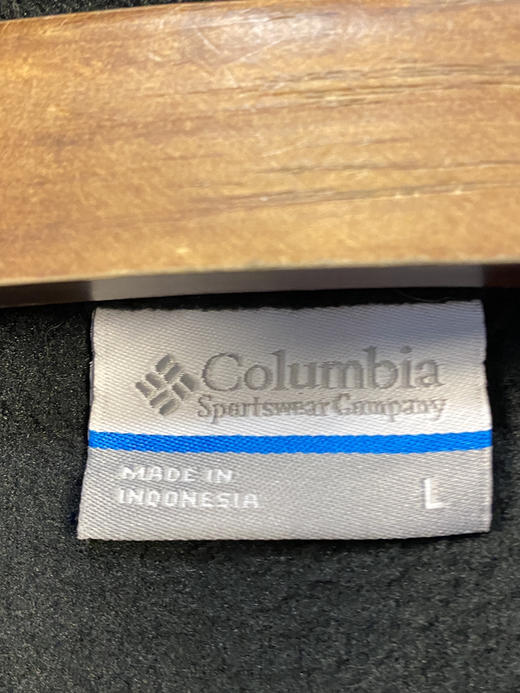 Columbia
Sportswear Company
MADE IN
INDONESIA
L